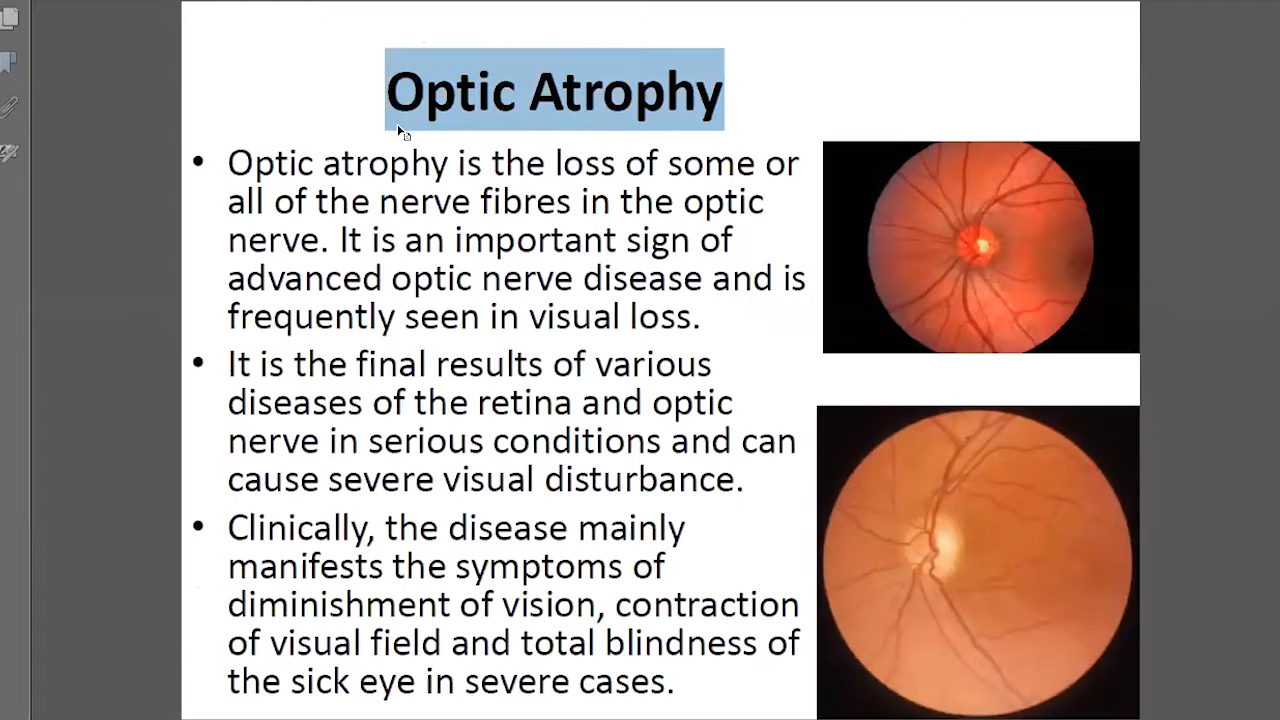 Optic Atrophy
• Optic atrophy is the loss of some or
all of the nerve fibres in the optic
nerve. It is an important sign of
advanced optic nerve disease and is
frequently seen in visual loss.
• It is the final results of various
diseases of the retina and optic
nerve in serious conditions and can
cause severe visual disturbance.
• Clinically, the disease mainly
manifests the symptoms of
diminishment of vision, contraction
of visual field and total blindness of
the sick eye in severe cases.